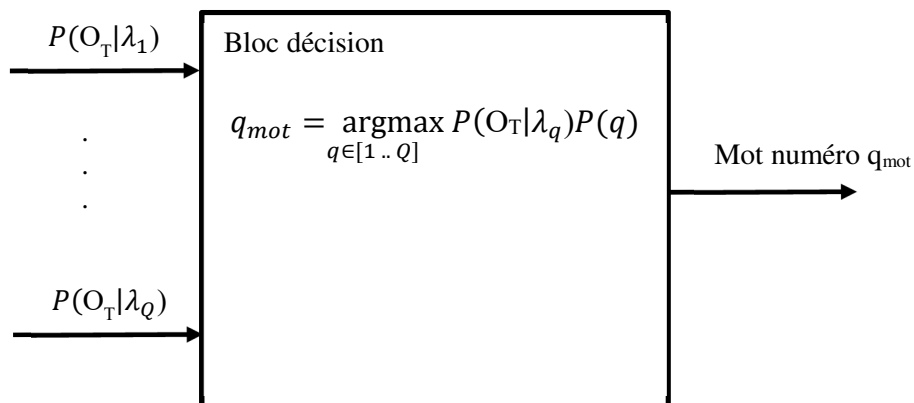 P(O_T|λ_1)
Bloc décision
q_mot = argmax P(O_T|λ_q)P(q)
q∈[1 .. Q]
.
.
.
Mot numéro q_mot
P(O_T|λ_Q)